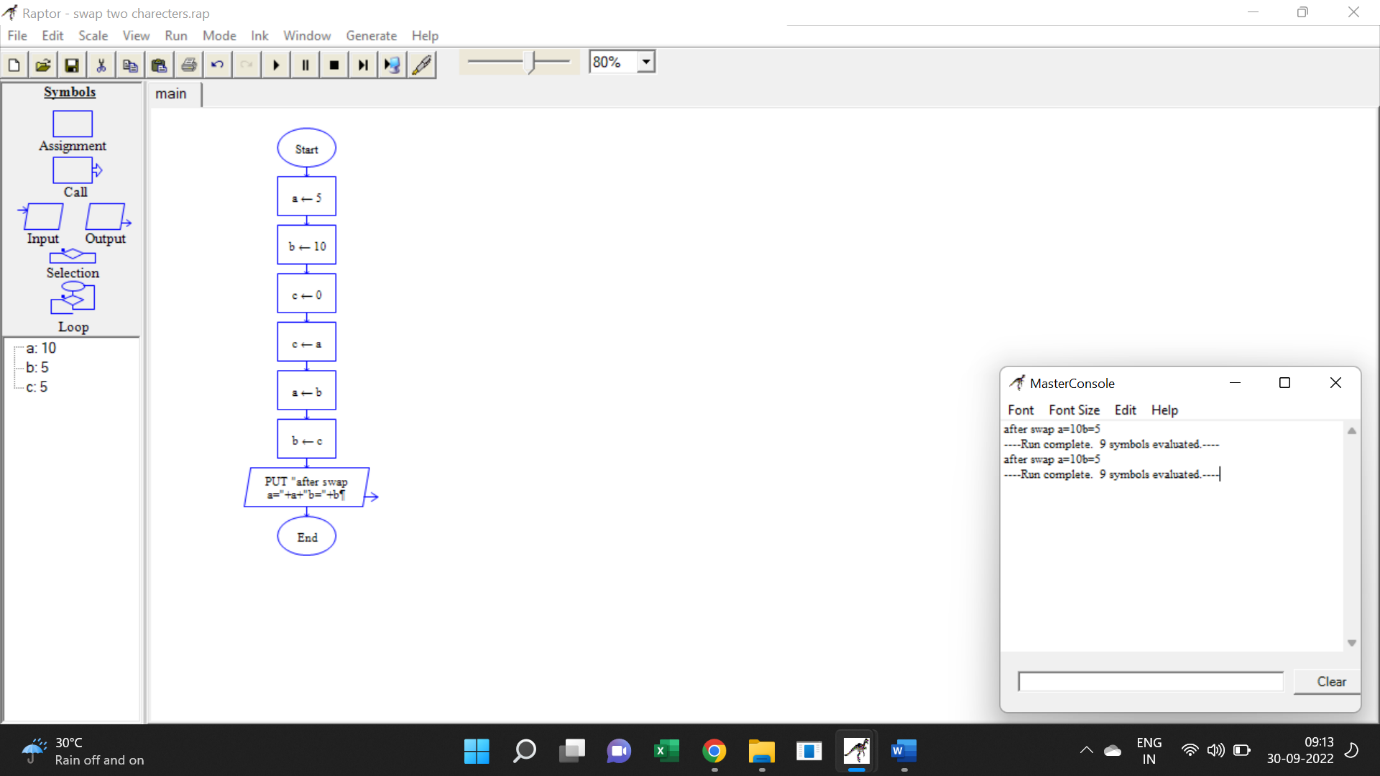 Raptor - swap two charecters.rap
File Edit Scale View Run Mode Ink Window Generate Help
80%
Symbols
main
Assignment
Call
Input Output
Selection
Loop
a: 10
b: 5
c: 5
Start
a ← 5
b ← 10
c ← 0
c ← a
a ← b
b ← c
PUT "after swap
a="+a+"b="+b¶
End
MasterConsole
Font Font Size Edit Help
after swap a=10b=5
----Run complete. 9 symbols evaluated.----
after swap a=10b=5
----Run complete. 9 symbols evaluated.----
Clear
30°C
Rain off and on
ENG
IN
09:13
30-09-2022